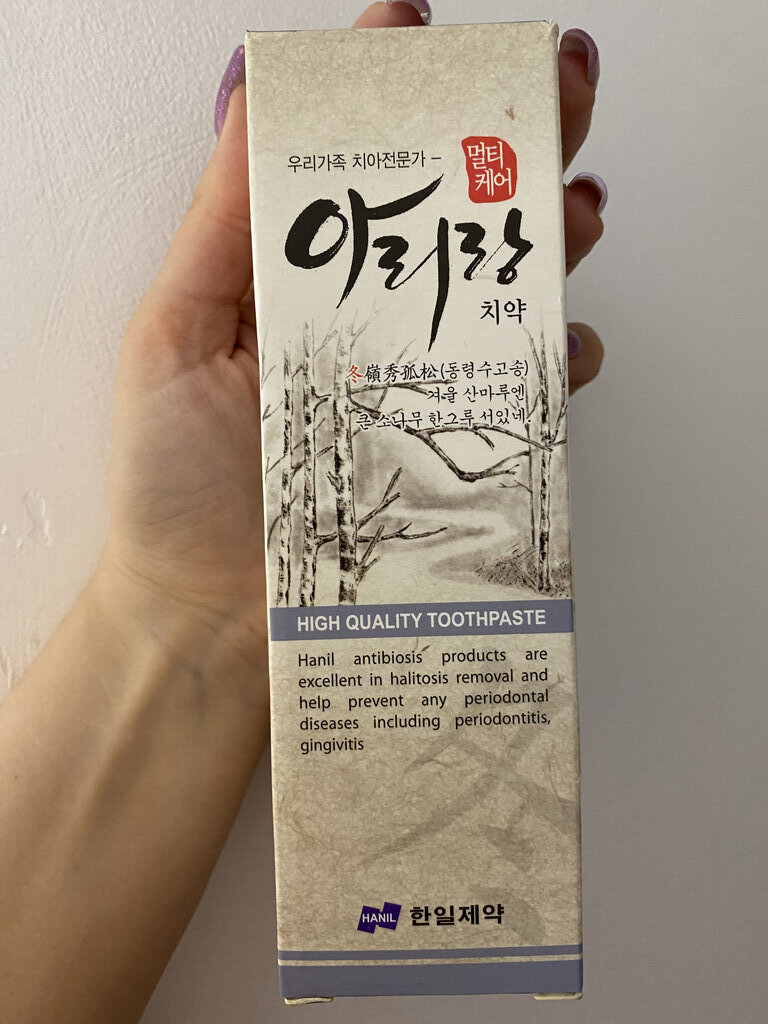 우리가족 치아전문가 –
멀티
케어
아리랑
치약
冬嶺秀孤松(동령수고송)
겨울 산마루엔
큰 소나무 한그루 서있네
HIGH QUALITY TOOTHPASTE
Hanil antibiosis products are
excellent in halitosis removal and
help prevent any periodontal
diseases including periodontitis,
gingivitis
HANIL 한일제약